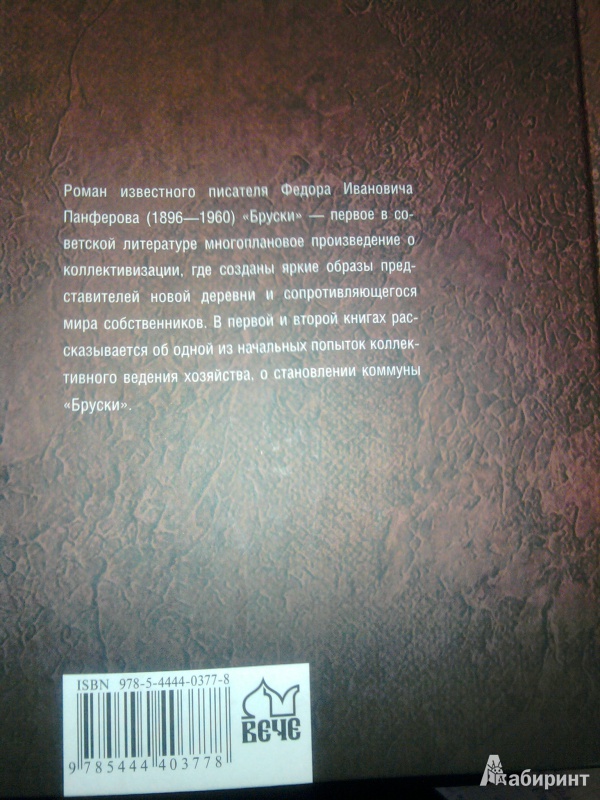 Роман известного писателя Федора Ивановича
Панферова (1896—1960) «Бруски» — первое в со-
ветской литературе многоплановое произведение о
коллективизации, где созданы яркие образы пред-
ставителей новой деревни и сопротивляющегося
мира собственников. В первой и второй книгах рас-
сказывается об одной из начальных попыток коллек-
тивного ведения хозяйства, о становлении коммуны
«Бруски».
ISBN 978-5-4444-0377-8
ВЕЧЕ
9 785444 403778
Лабиринт